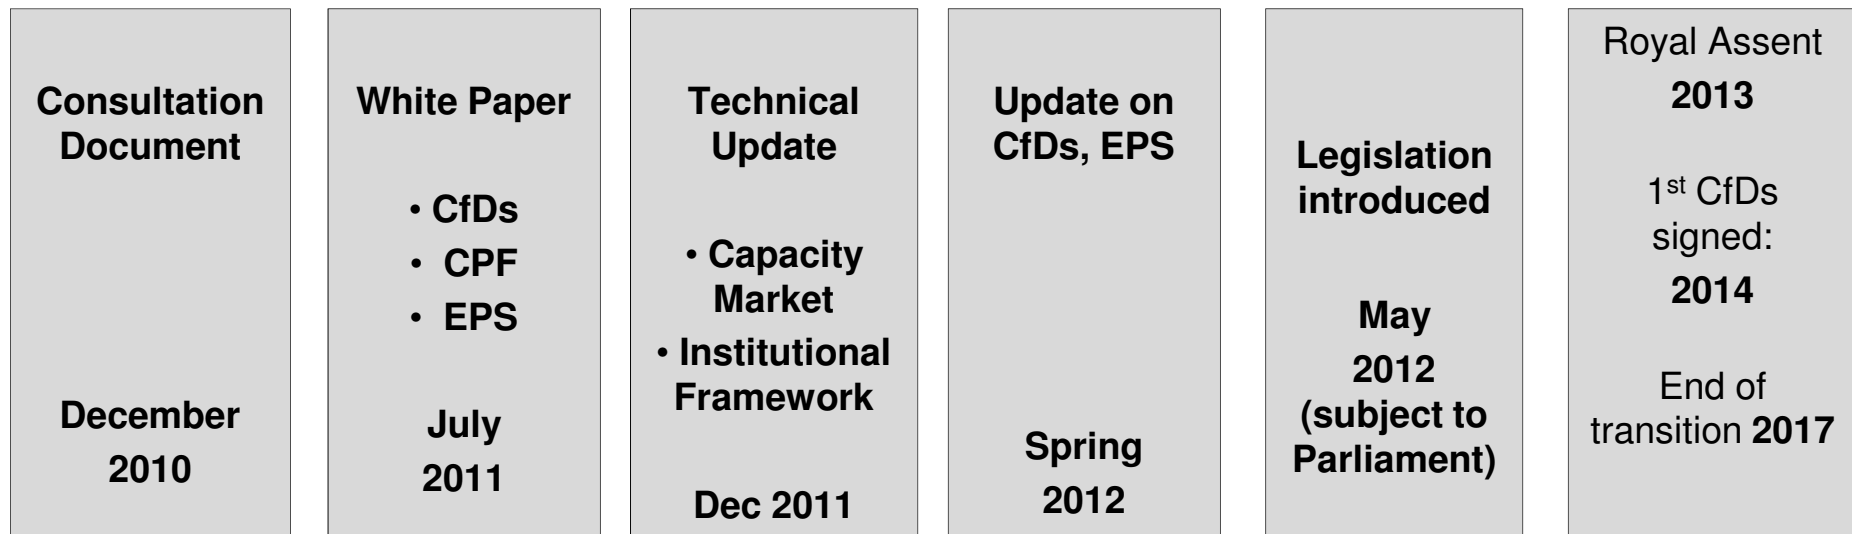 Consultation
Document
December
2010
White Paper
• CfDs
• CPF
• EPS
July
2011
Technical
Update
• Capacity
Market
• Institutional
Framework
Dec 2011
Update on
CfDs, EPS
Spring
2012
Legislation
introduced
May
2012
(subject to
Parliament)
Royal Assent
2013
1st CfDs
signed:
2014
End of
transition 2017